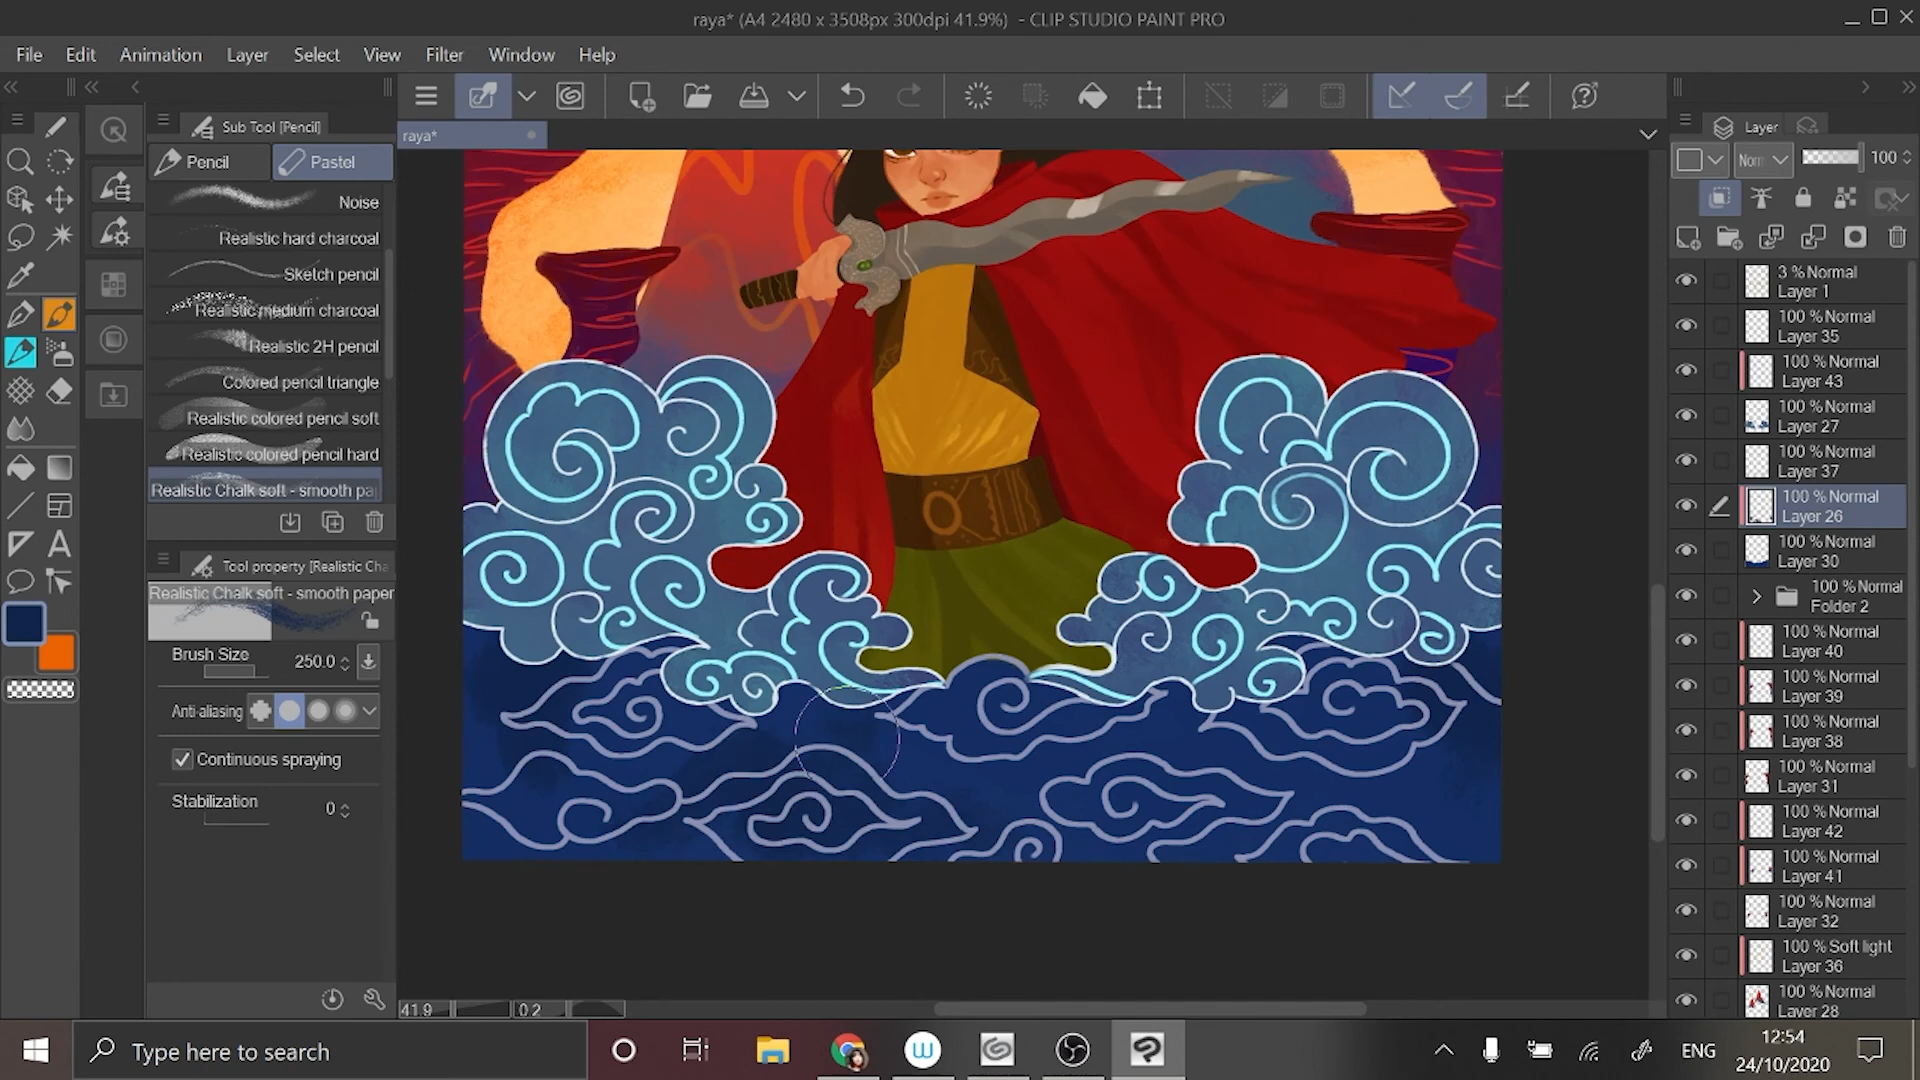 raya* (A4 2480 x 3508px 300dpi 41.9%) - CLIP STUDIO PAINT PRO
File Edit Animation Layer Select View Filter Window Help
Sub Tool [Pencil]
raya*
Layer
Pencil Pastel
Norm 100
Noise
Realistic hard charcoal
Sketch pencil
Realistic medium charcoal
Realistic 2H pencil
Colored pencil triangle
Realistic colored pencil soft
Realistic colored pencil hard
Realistic Chalk soft - smooth pa
Tool property [Realistic Cha
Realistic Chalk soft - smooth paper
Brush Size 250.0
Anti-aliasing
Continuous spraying
Stabilization 0
3 % Normal
Layer 1
100 % Normal
Layer 35
100 % Normal
Layer 43
100 % Normal
Layer 27
100 % Normal
Layer 37
100 % Normal
Layer 26
100 % Normal
Layer 30
100 % Normal
Folder 2
100 % Normal
Layer 40
100 % Normal
Layer 39
100 % Normal
Layer 38
100 % Normal
Layer 31
100 % Normal
Layer 42
100 % Normal
Layer 41
100 % Normal
Layer 32
100 % Soft light
Layer 36
100 % Normal
Layer 28
41.9 0.2
Type here to search
ENG
12:54
24/10/2020